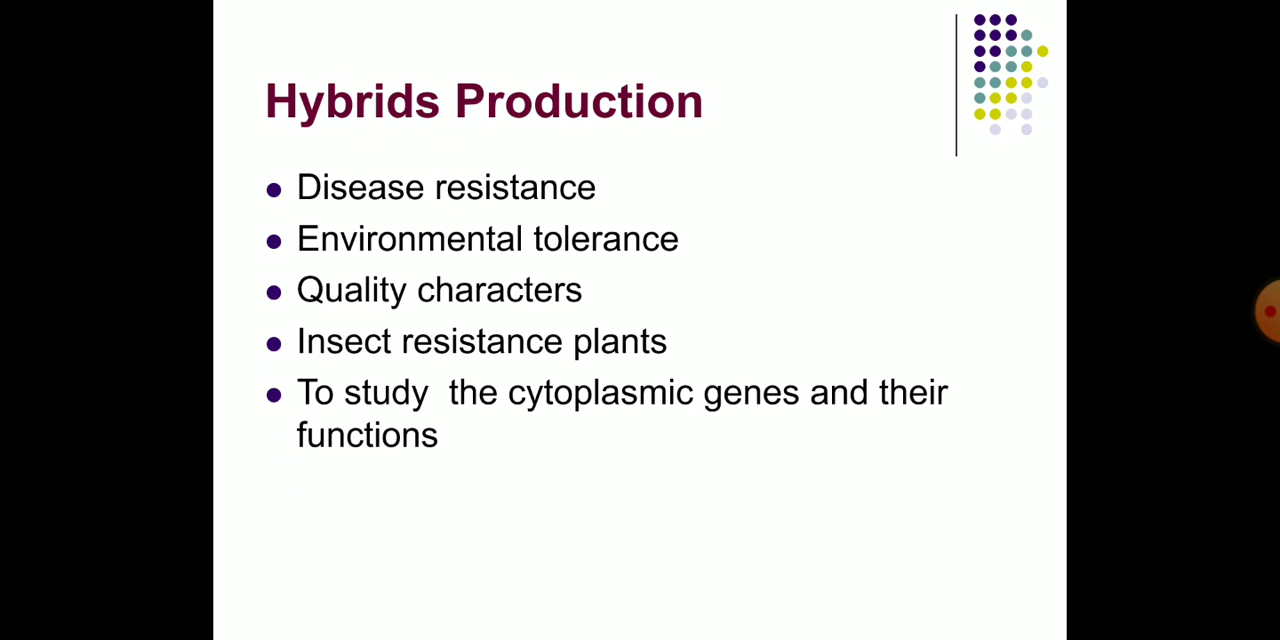 Hybrids Production
Disease resistance
Environmental tolerance
Quality characters
Insect resistance plants
To study  the cytoplasmic genes and their
functions